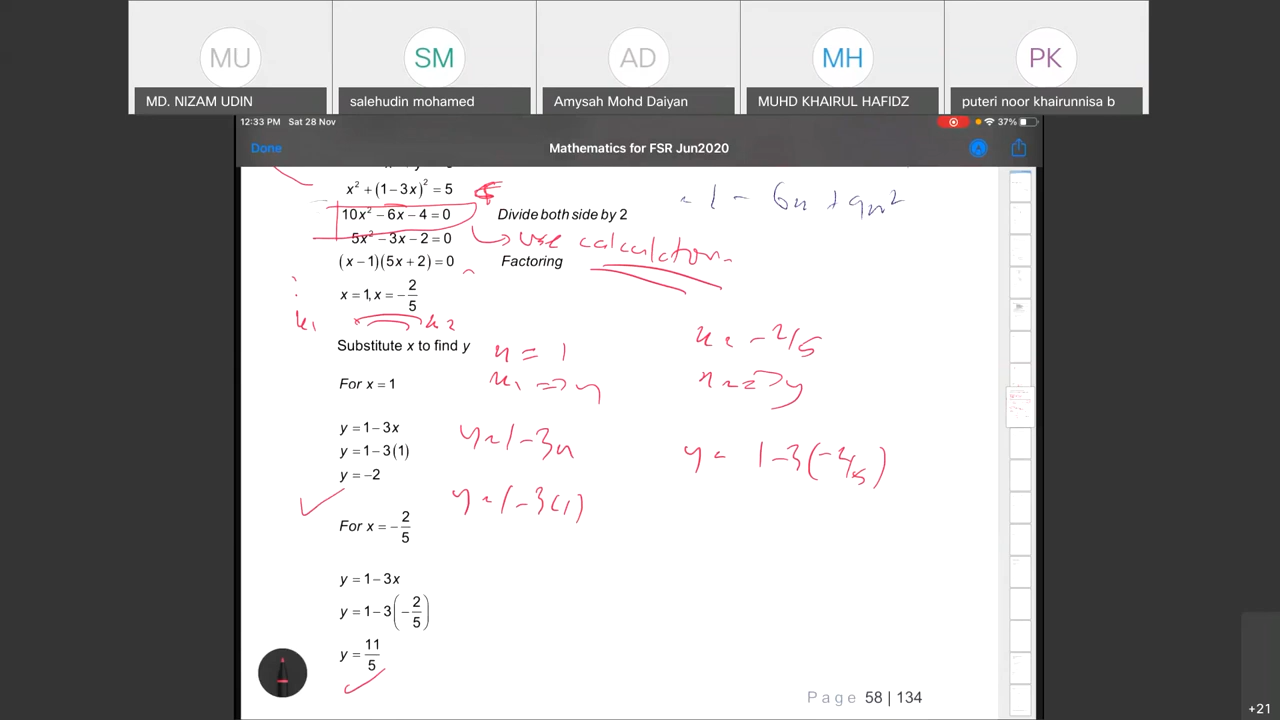 MU
SM
AD
MH
PK
MD. NIZAM UDIN
salehudin mohamed
Amysah Mohd Daiyan
MUHD KHAIRUL HAFIDZ
puteri noor khairunnisa b
12:33 PM Sat 28 Nov
37%
Done
Mathematics for FSR Jun2020
x² + (1 − 3x)² = 5
= 1 − 6x + 9x²
10x² − 6x − 4 = 0 Divide both side by 2
5x² − 3x − 2 = 0 → use calculator.
(x − 1)(5x + 2) = 0 Factoring
x = 1, x = −2/5
x₁ x₂
Substitute x to find y
x = 1
x = −2/5
For x = 1
x₁ ⇒ y
x₂ ⇒ y
y = 1 − 3x
y = 1 − 3x
y = 1 − 3(1)
y = 1 − 3(−2/5)
y = −2
y = 1 − 3(1)
For x = −2/5
y = 1 − 3x
y = 1 − 3(−2/5)
y = 11/5
Page 58 | 134
+21